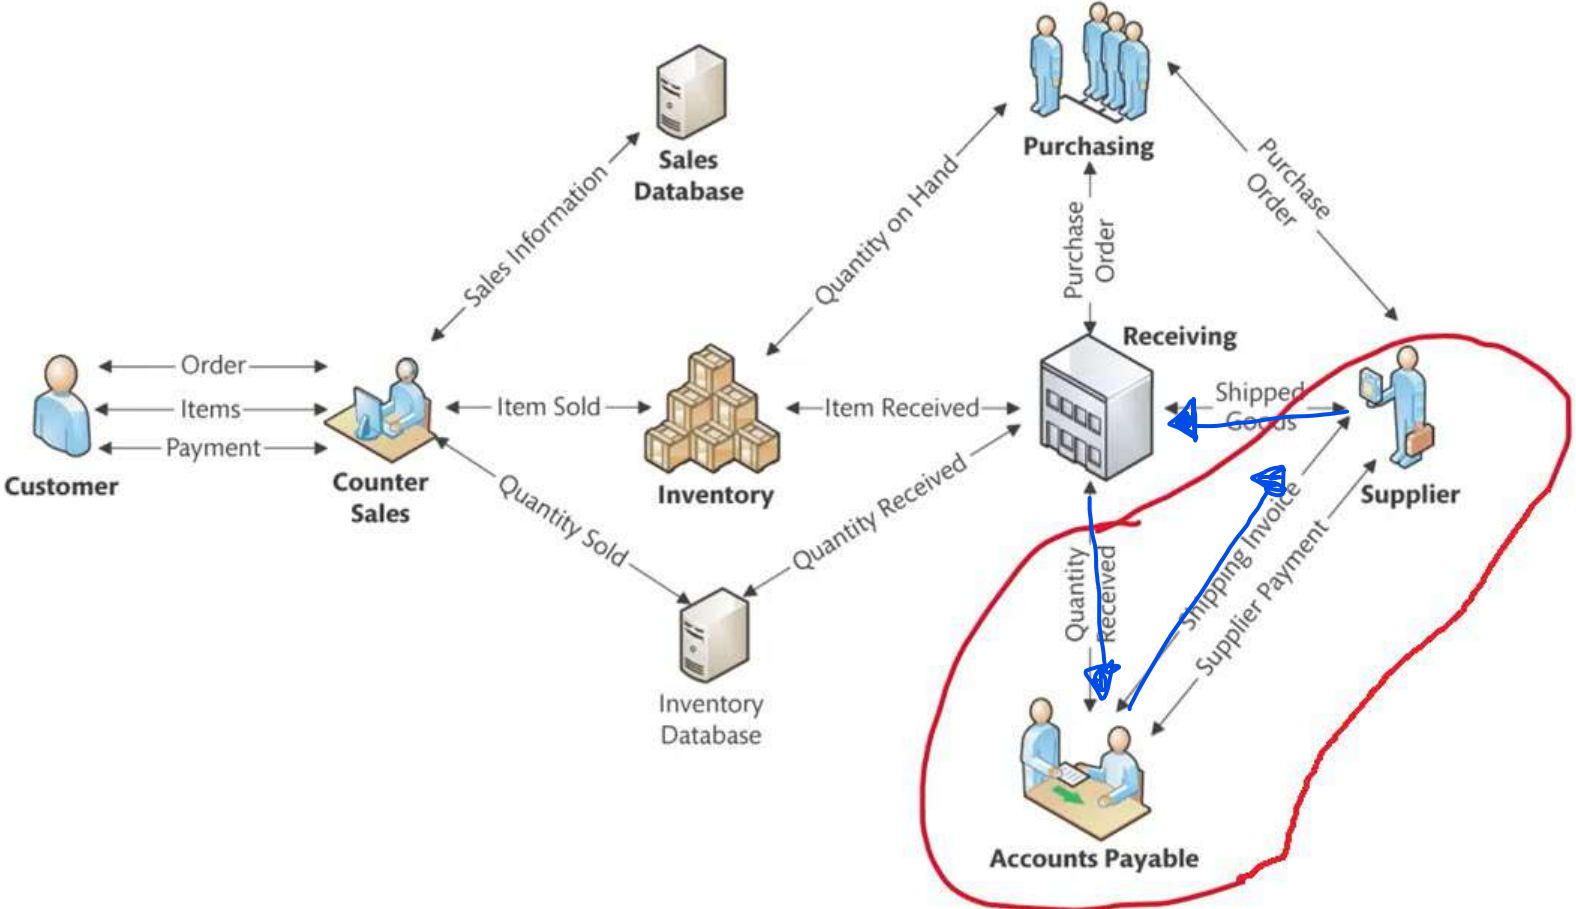 Sales
Database
Purchasing
Purchase
Order
Sales Information
Quantity on Hand
Purchase
Order
Receiving
Order
Items
Payment
Customer
Counter
Sales
Item Sold
Inventory
Item Received
Shipped
Goods
Supplier
Quantity Sold
Quantity Received
Quantity
Received
Shipping Invoice
Supplier Payment
Inventory
Database
Accounts Payable